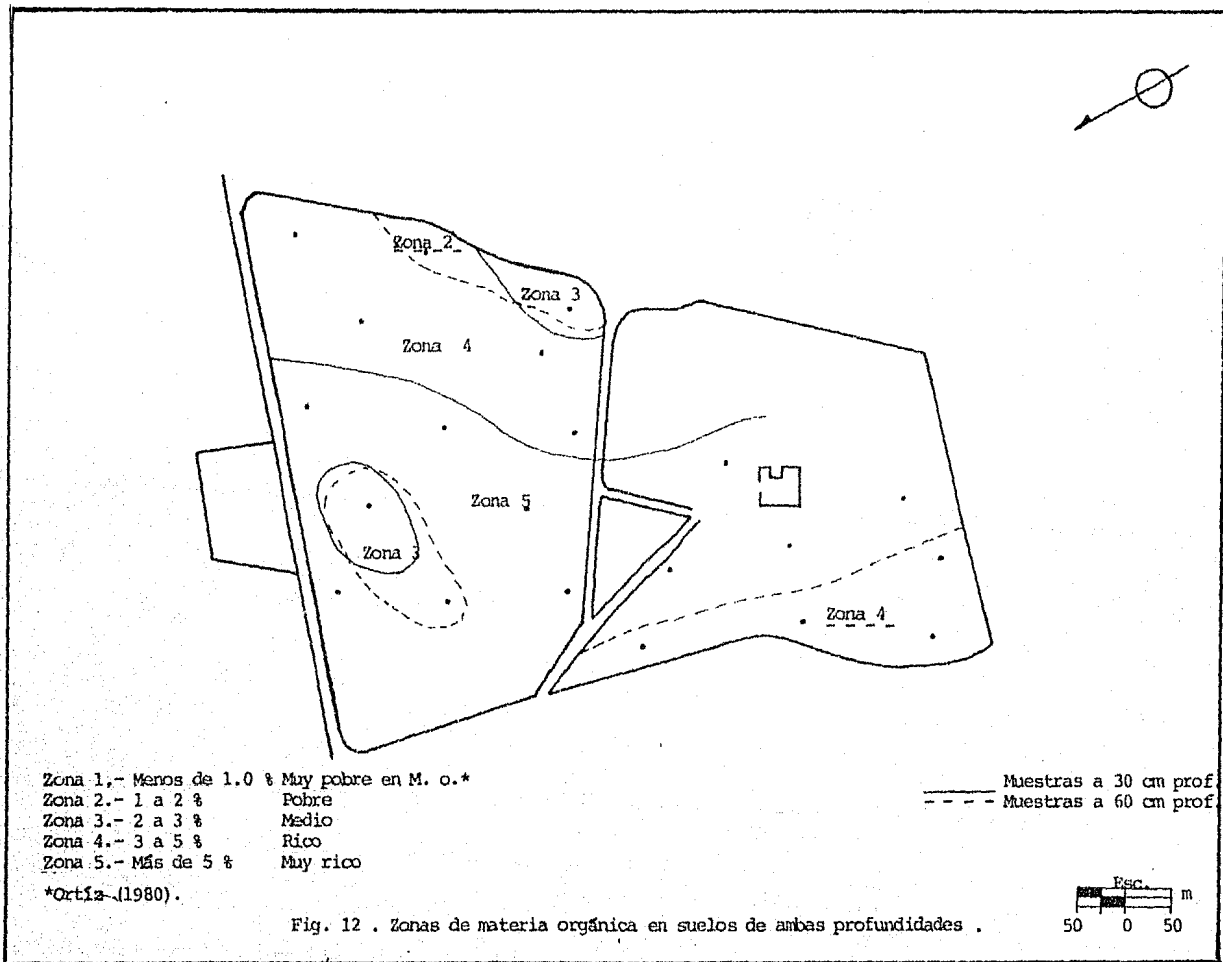 Zona 2
Zona 3
Zona 4
Zona 5
Zona 3
Zona 4
Zona 1.- Menos de 1.0 % Muy pobre en M. o.*
Zona 2.- 1 a 2 % Pobre
Zona 3.- 2 a 3 % Medio
Zona 4.- 3 a 5 % Rico
Zona 5.- Más de 5 % Muy rico
*Ortíz (1980).
Muestras a 30 cm prof.
Muestras a 60 cm prof.
Esc.
m
50 0 50
Fig. 12 . Zonas de materia orgánica en suelos de ambas profundidades .